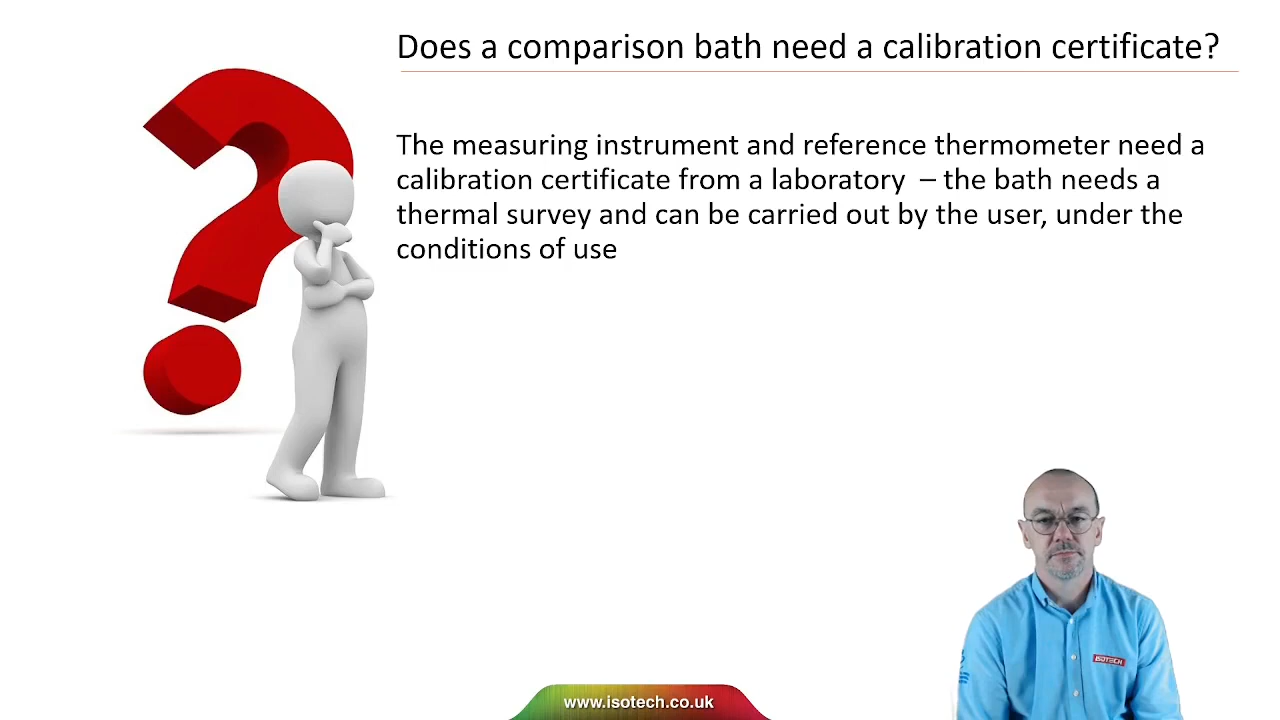 Does a comparison bath need a calibration certificate?
The measuring instrument and reference thermometer need a
calibration certificate from a laboratory – the bath needs a
thermal survey and can be carried out by the user, under the
conditions of use
ISOTECH
www.isotech.co.uk